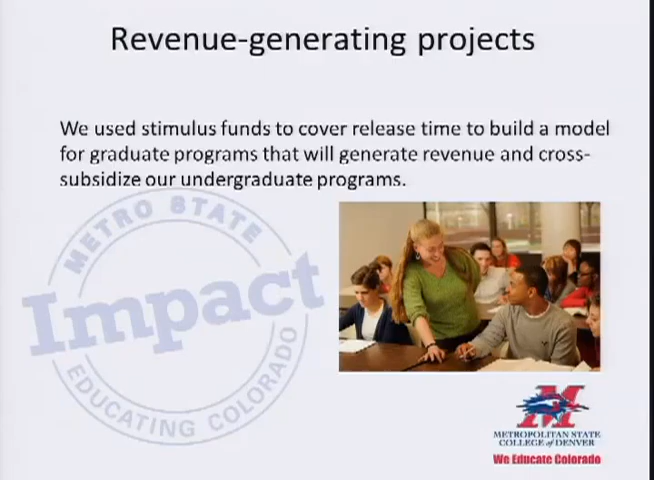 Revenue-generating projects
We used stimulus funds to cover release time to build a model
for graduate programs that will generate revenue and cross-
subsidize our undergraduate programs.
METRO STATE
Impact
EDUCATING COLORADO
M
METROPOLITAN STATE
COLLEGE of DENVER
We Educate Colorado